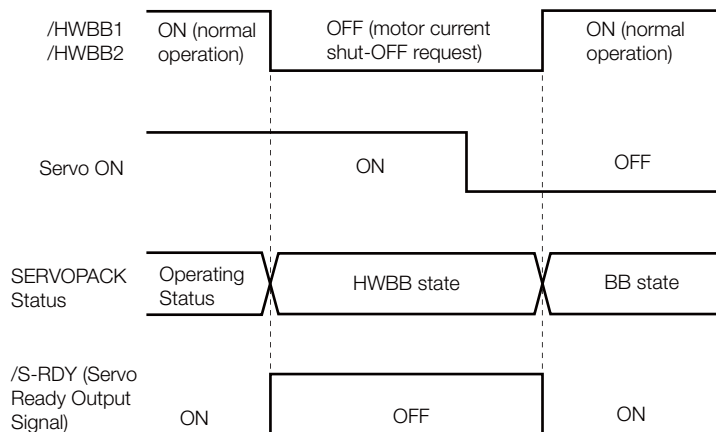 /HWBB1
/HWBB2
ON (normal
operation)
OFF (motor current
shut-OFF request)
ON (normal
operation)
Servo ON
ON
OFF
SERVOPACK
Status
Operating
Status
HWBB state
BB state
/S-RDY (Servo
Ready Output
Signal)
ON
OFF
ON